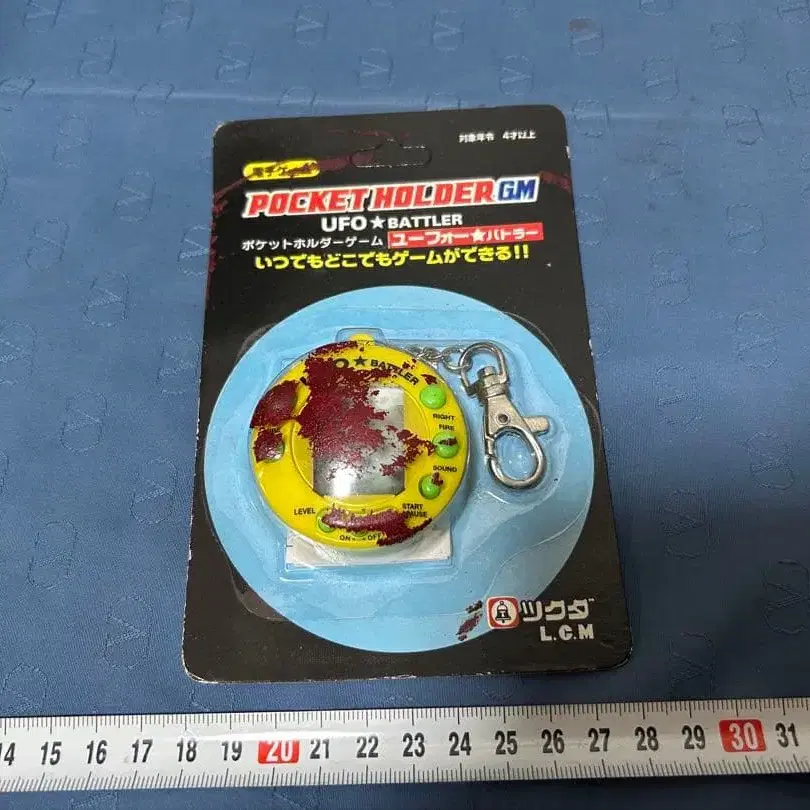 対象年令 4才以上
POCKET HOLDER GM
UFO★BATTLER
ポケットホルダーゲーム ユーフォー★バトラー
いつでもどこでもゲームができる!!
★BATTLER
RIGHT
FIRE
SOUND
LEVEL
START
ON
OFF
ツクダ
L.C.M
14 15 16 17 18 19 20 21 22 23 24 25 26 27 28 29 30 31